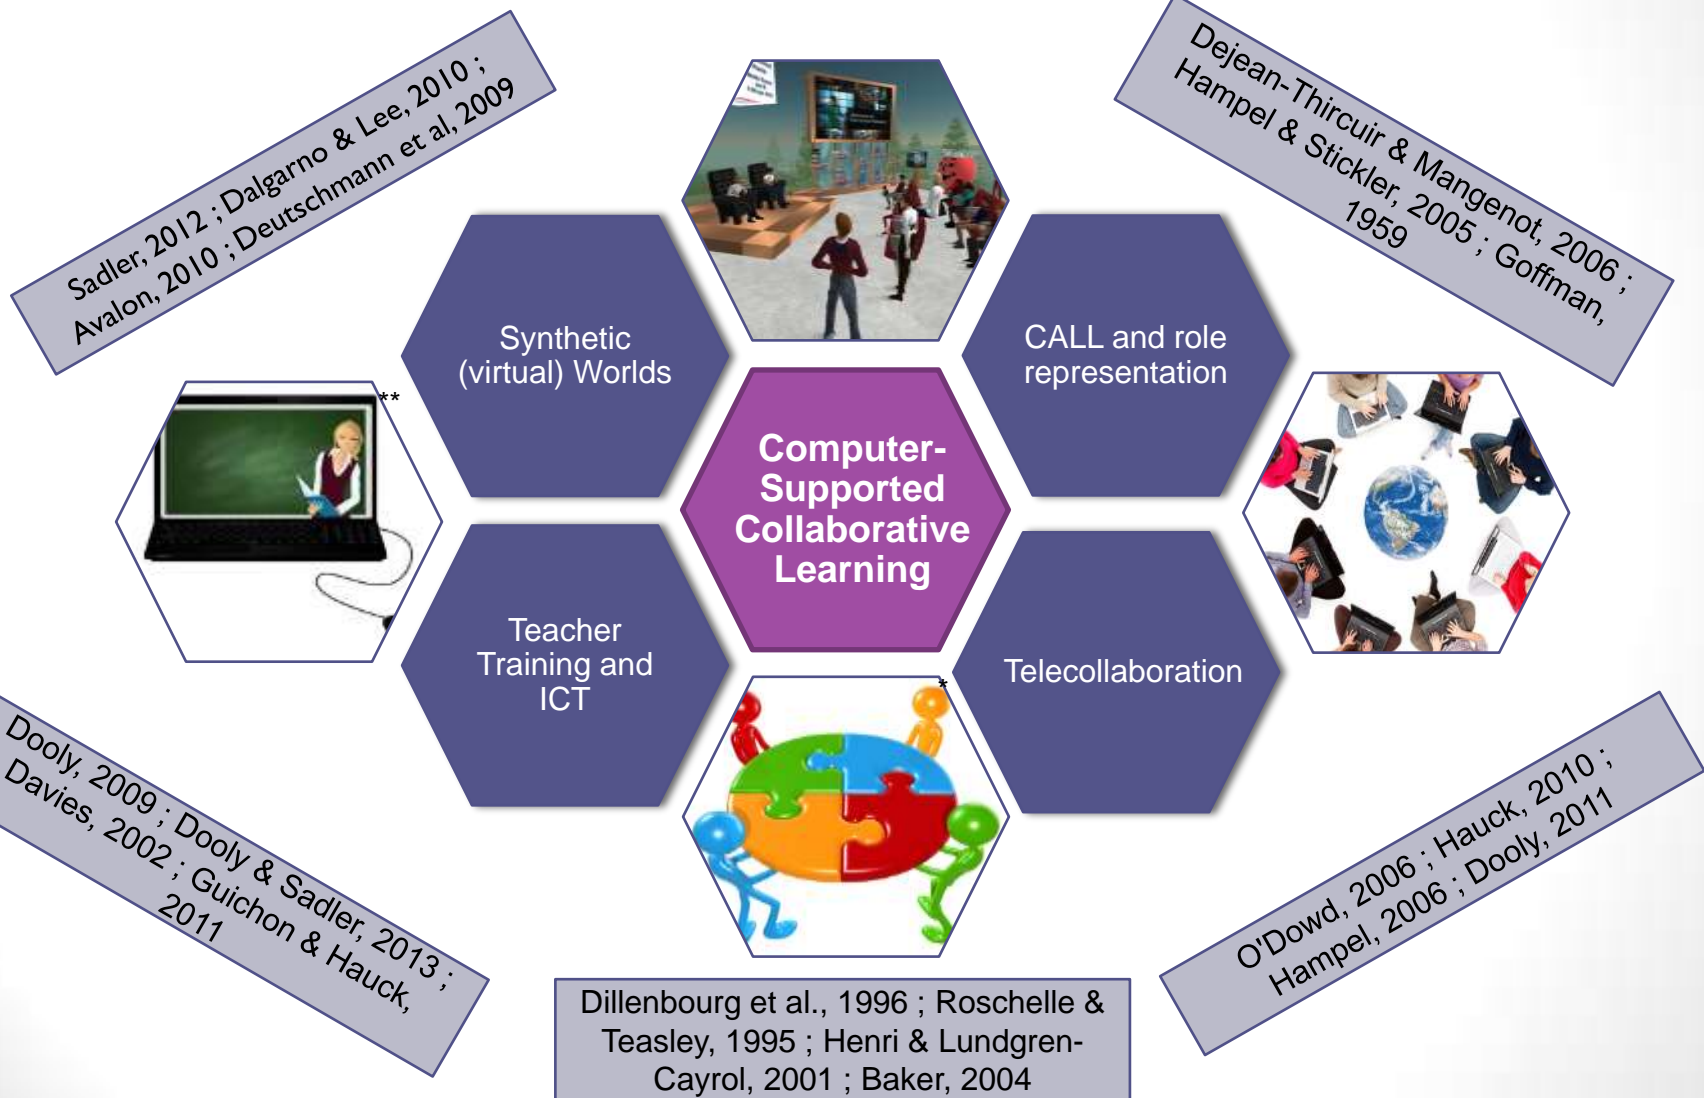 Sadler, 2012 ; Dalgarno & Lee, 2010 ;
Avalon, 2010 ; Deutschmann et al, 2009
Dejean-Thircuir & Mangenot, 2006 ;
Hampel & Stickler, 2005 ; Goffman,
1959
Synthetic
(virtual) Worlds
CALL and role
representation
**
Computer-
Supported
Collaborative
Learning
Teacher
Training and
ICT
Telecollaboration
*
Dooly, 2009 ; Dooly & Sadler, 2013 ;
Davies, 2002 ; Guichon & Hauck,
2011
O'Dowd, 2006 ; Hauck, 2010 ;
Hampel, 2006 ; Dooly, 2011
Dillenbourg et al., 1996 ; Roschelle &
Teasley, 1995 ; Henri & Lundgren-
Cayrol, 2001 ; Baker, 2004